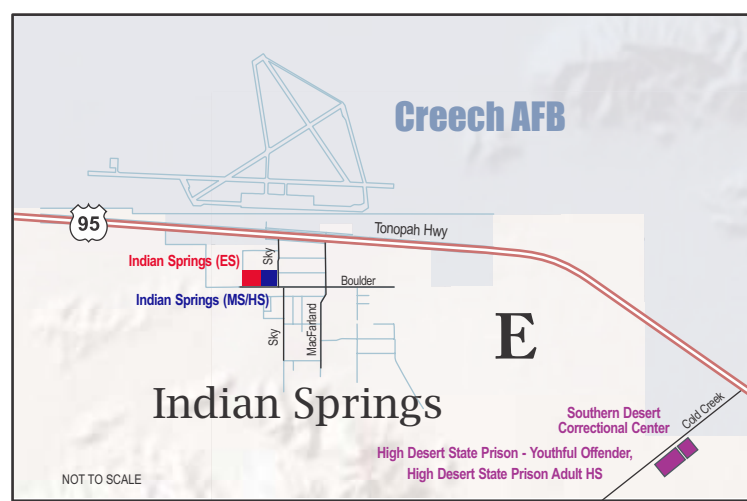 Creech AFB
95
Tonopah Hwy
Sky
Indian Springs (ES)
Boulder
Indian Springs (MS/HS)
Sky
MacFarland
E
Indian Springs
Cold Creek
Southern Desert
Correctional Center
High Desert State Prison - Youthful Offender,
High Desert State Prison Adult HS
NOT TO SCALE